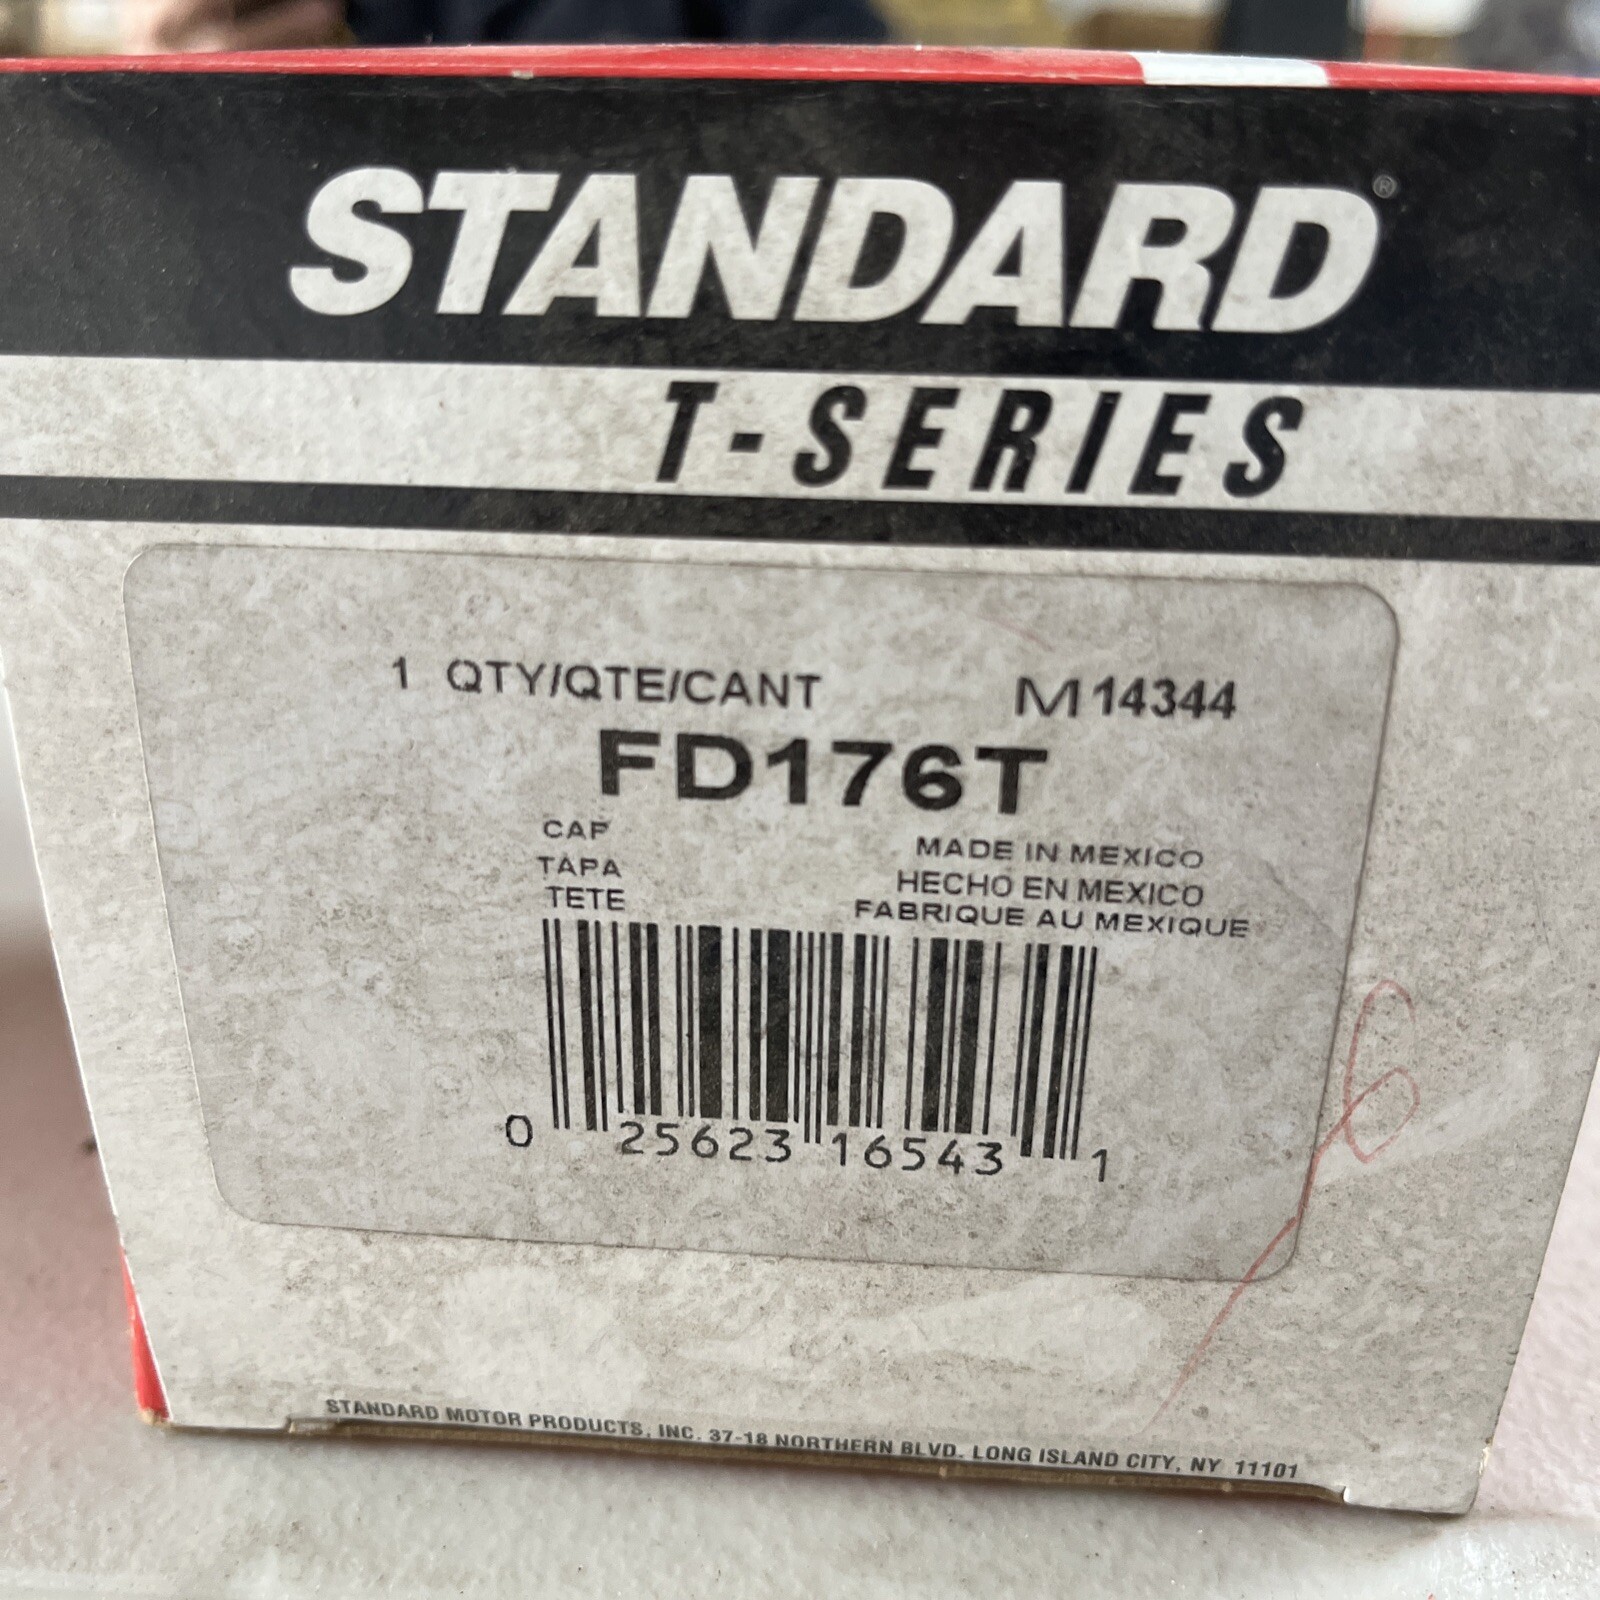 STANDARD®
T-SERIES
1 QTY/QTE/CANT M14344
FD176T
CAP
TAPA
TETE
MADE IN MEXICO
HECHO EN MEXICO
FABRIQUE AU MEXIQUE
0 25623 16543 1
STANDARD MOTOR PRODUCTS, INC. 37-18 NORTHERN BLVD. LONG ISLAND CITY, NY 11101